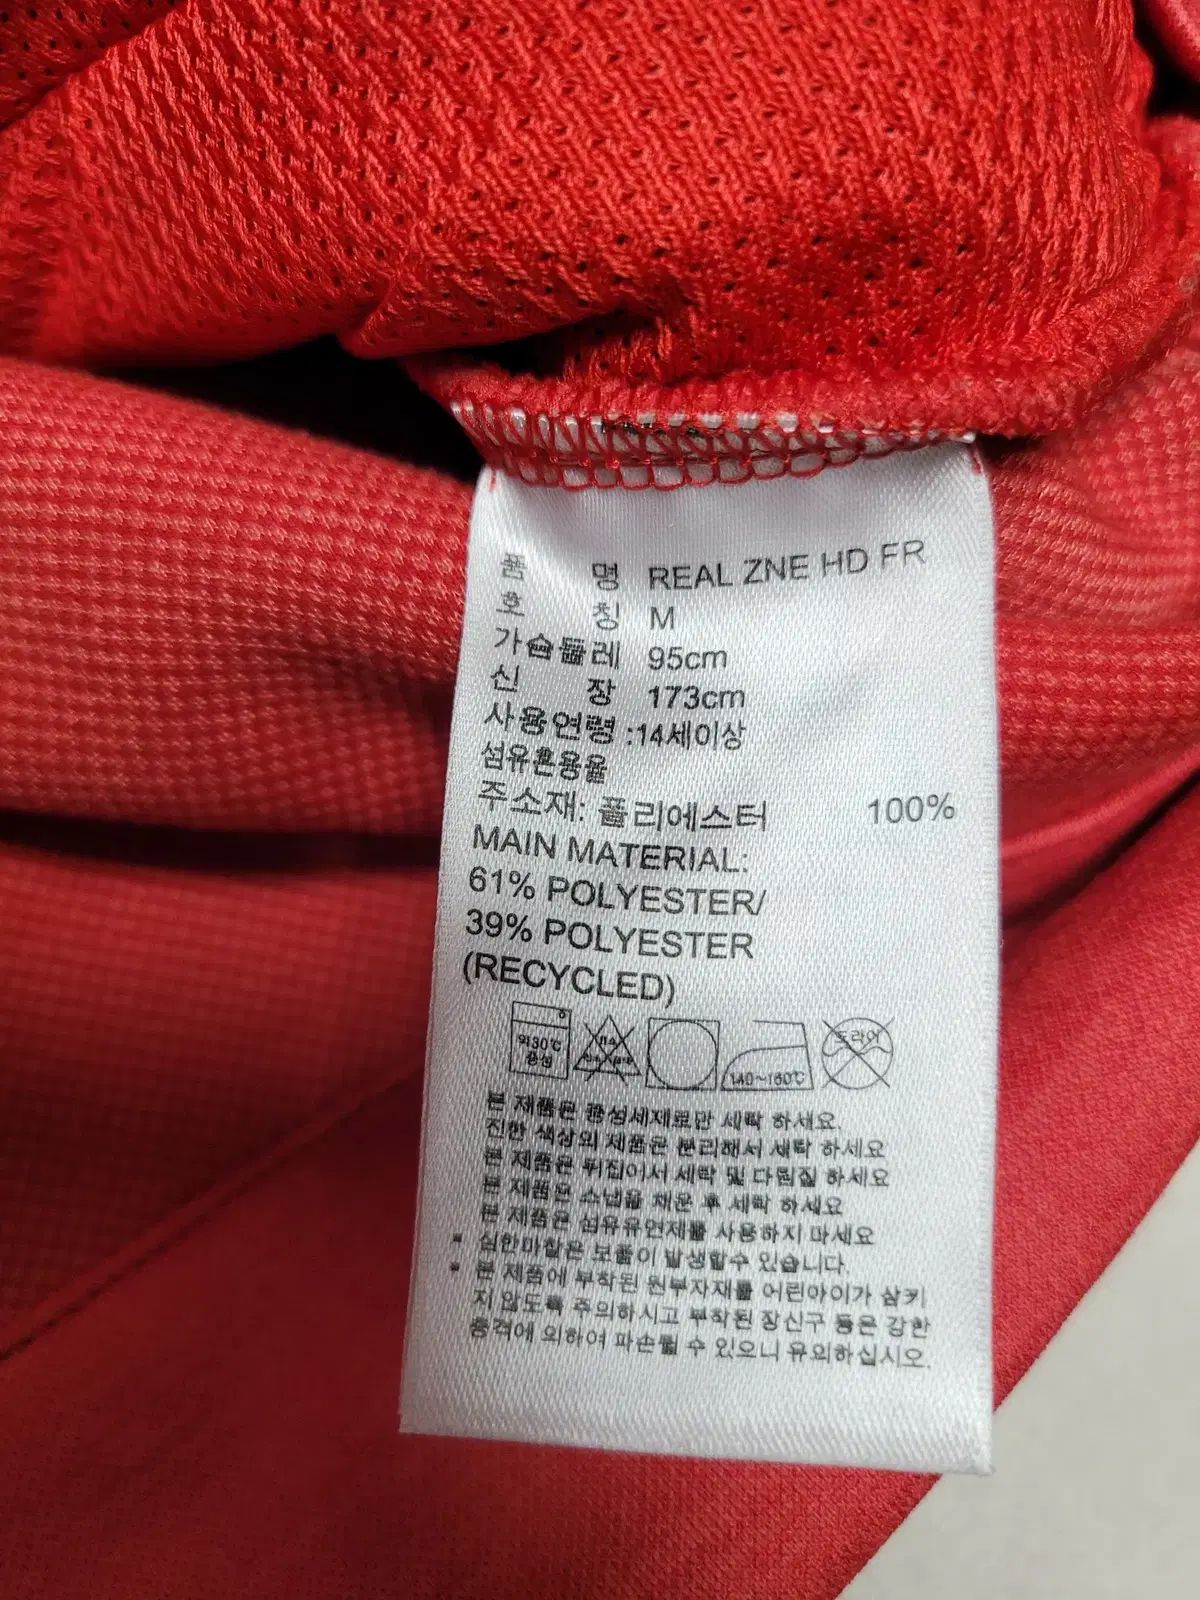 품 명 REAL ZNE HD FR
호 칭 M
가슴둘레 95cm
신 장 173cm
사용연령 :14세이상
섬유혼용율
주소재: 폴리에스터 100%
MAIN MATERIAL:
61% POLYESTER/
39% POLYESTER
(RECYCLED)
약30℃ 중성
140~160℃
드라이
본 제품은 중성세제로만 세탁 하세요.
진한 색상의 제품은 분리해서 세탁 하세요
본 제품은 뒤집어서 세탁 및 다림질 하세요
본 제품은 스냅을 채운 후 세탁 하세요
본 제품은 섬유유연제를 사용하지 마세요
* 심한마찰은 보풀이 발생할수 있습니다.
* 본 제품에 부착된 원부자재를 어린아이가 삼키
지 않도록 주의하시고 부착된 장신구 등은 강한
충격에 의하여 파손될 수 있으니 유의하십시오.